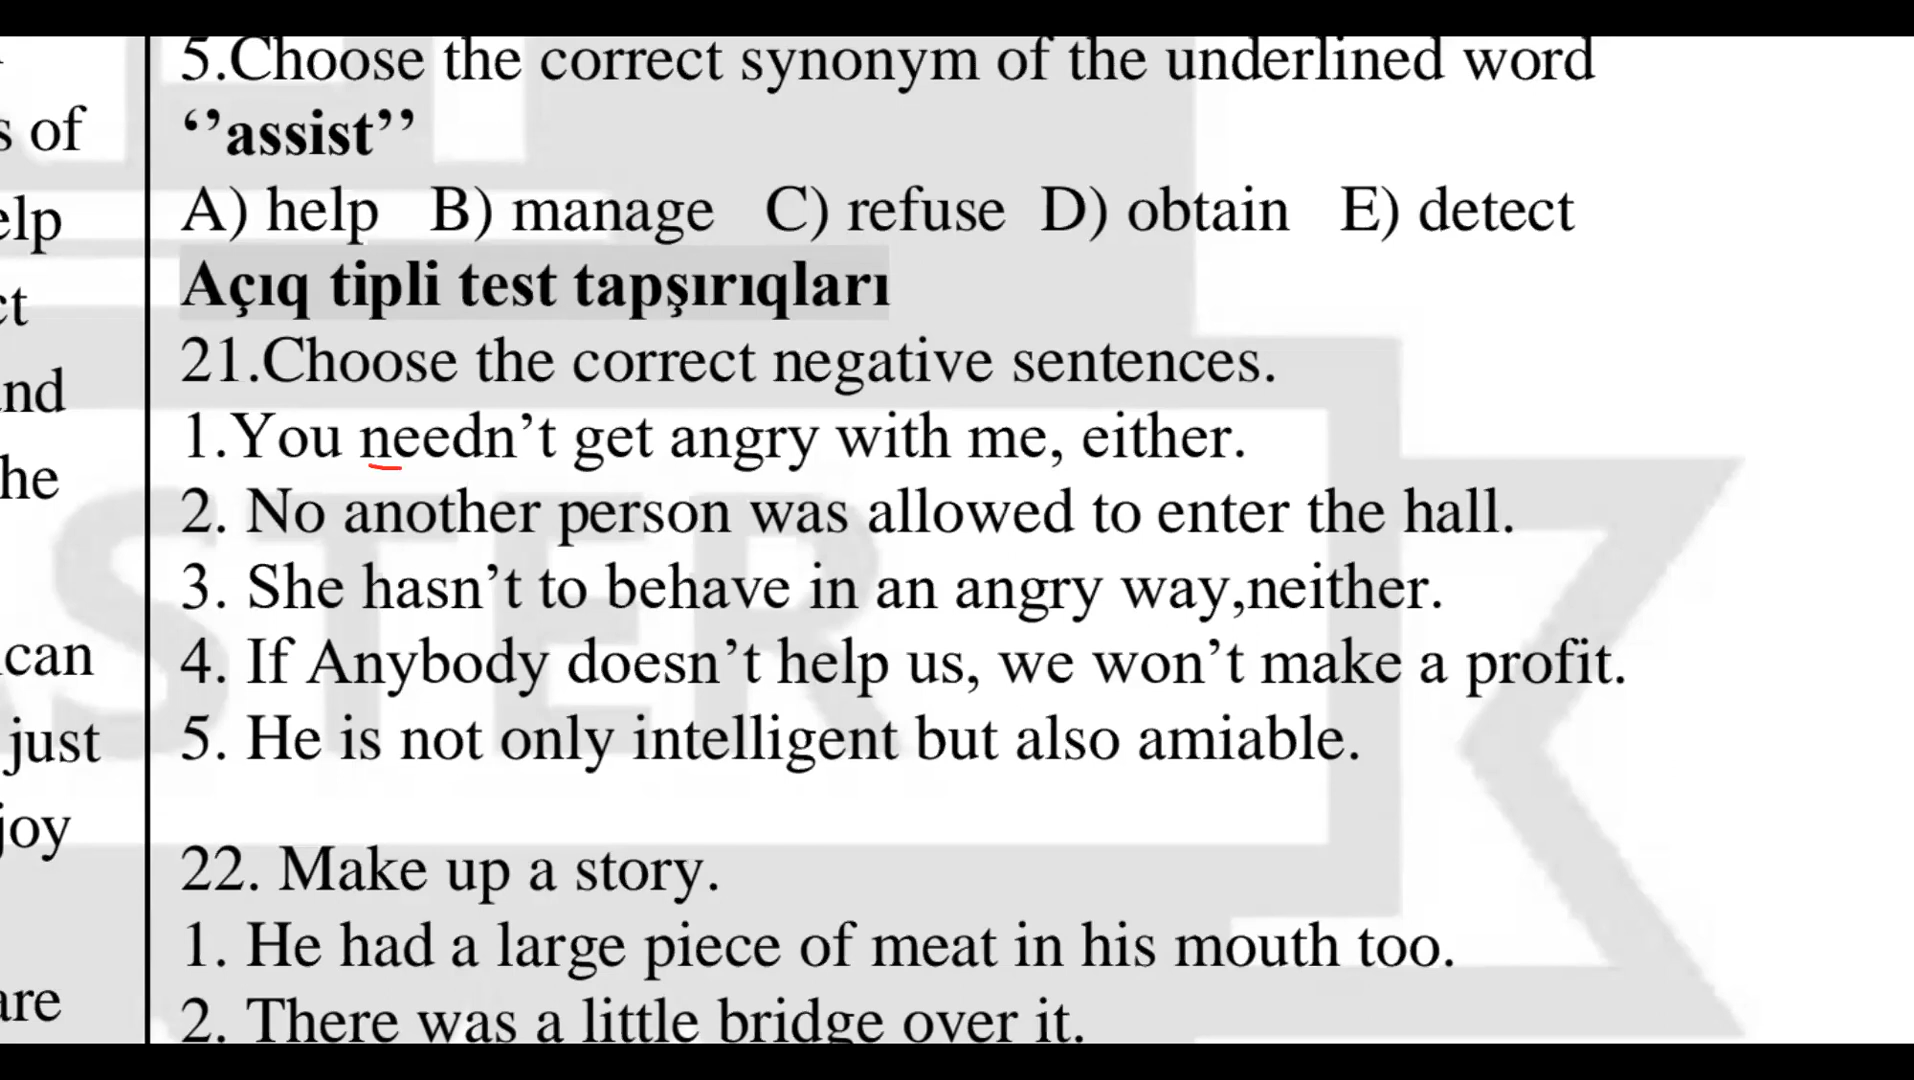 s of
elp
ct
and
he
can
just
joy
are
5.Choose the correct synonym of the underlined word
‘’assist’’
A) help B) manage C) refuse D) obtain E) detect
Açıq tipli test tapşırıqları
21.Choose the correct negative sentences.
1.You needn’t get angry with me, either.
2. No another person was allowed to enter the hall.
3. She hasn’t to behave in an angry way,neither.
4. If Anybody doesn’t help us, we won’t make a profit.
5. He is not only intelligent but also amiable.
22. Make up a story.
1. He had a large piece of meat in his mouth too.
2. There was a little bridge over it.